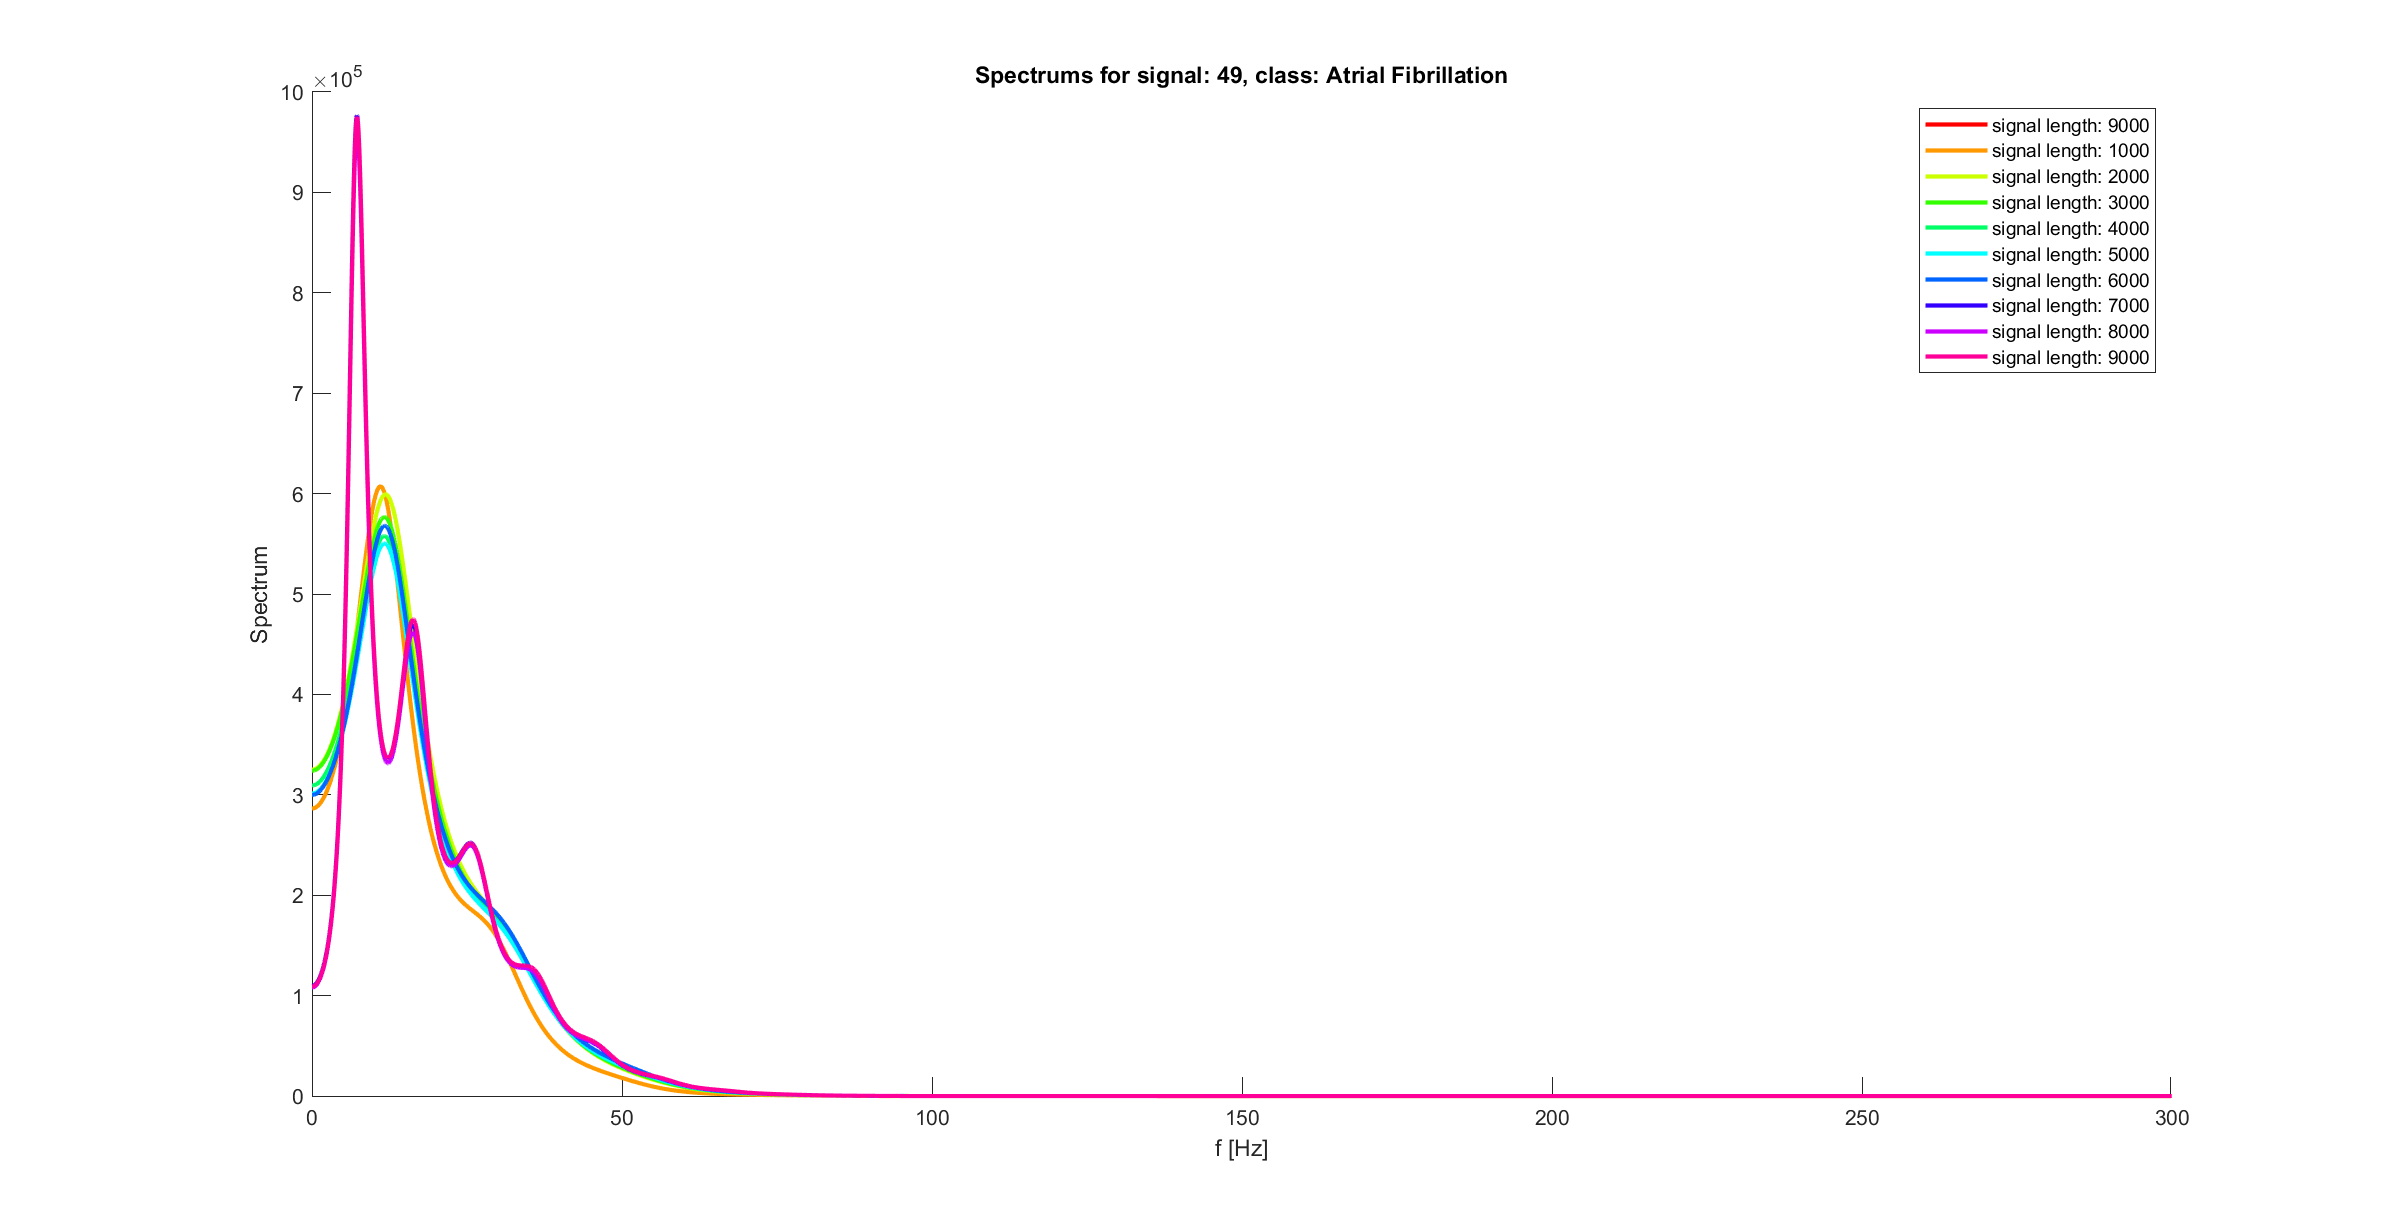 Spectrums for signal: 49, class: Atrial Fibrillation
×10^5
10
9
8
7
6
5
4
3
2
1
0
Spectrum
0 50 100 150 200 250 300
f [Hz]
signal length: 9000
signal length: 1000
signal length: 2000
signal length: 3000
signal length: 4000
signal length: 5000
signal length: 6000
signal length: 7000
signal length: 8000
signal length: 9000